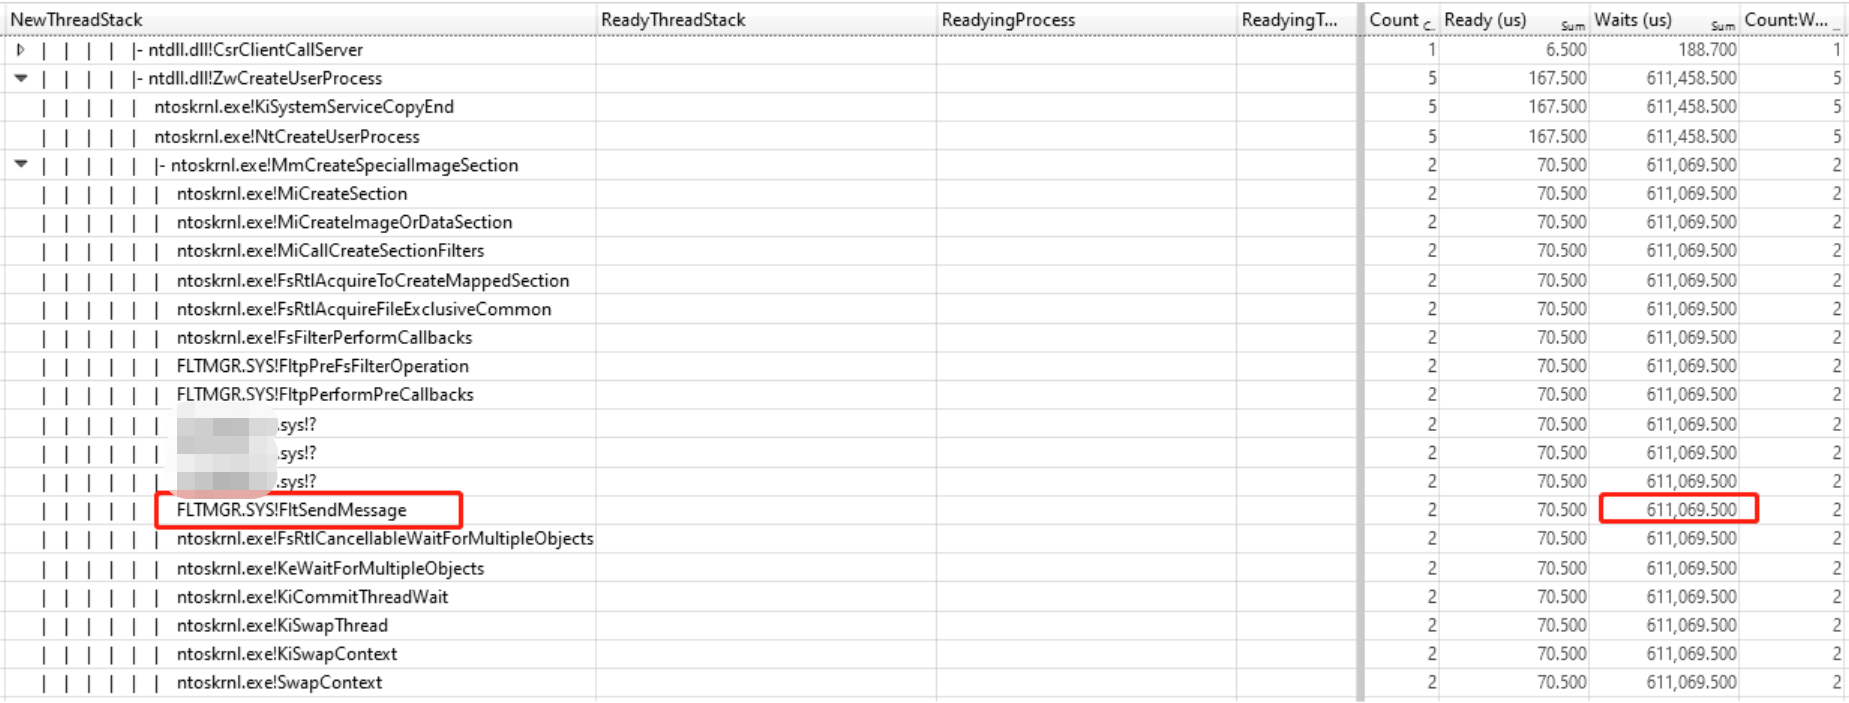 NewThreadStack ReadyThreadStack ReadyingProcess ReadyingT... Count C.. Ready (us) Sum Waits (us) Sum Count:W... ..
| | | | |- ntdll.dll!CsrClientCallServer 1 6.500 188.700 1
| | | | |- ntdll.dll!ZwCreateUserProcess 5 167.500 611,458.500 5
| | | | | ntoskrnl.exe!KiSystemServiceCopyEnd 5 167.500 611,458.500 5
| | | | | ntoskrnl.exe!NtCreateUserProcess 5 167.500 611,458.500 5
| | | | | |- ntoskrnl.exe!MmCreateSpecialImageSection 2 70.500 611,069.500 2
| | | | | | ntoskrnl.exe!MiCreateSection 2 70.500 611,069.500 2
| | | | | | ntoskrnl.exe!MiCreateImageOrDataSection 2 70.500 611,069.500 2
| | | | | | ntoskrnl.exe!MiCallCreateSectionFilters 2 70.500 611,069.500 2
| | | | | | ntoskrnl.exe!FsRtlAcquireToCreateMappedSection 2 70.500 611,069.500 2
| | | | | | ntoskrnl.exe!FsRtlAcquireFileExclusiveCommon 2 70.500 611,069.500 2
| | | | | | ntoskrnl.exe!FsFilterPerformCallbacks 2 70.500 611,069.500 2
| | | | | | FLTMGR.SYS!FltpPreFsFilterOperation 2 70.500 611,069.500 2
| | | | | | FLTMGR.SYS!FltpPerformPreCallbacks 2 70.500 611,069.500 2
| | | | | .sys!? 2 70.500 611,069.500 2
| | | | | .sys!? 2 70.500 611,069.500 2
| | | | | .sys!? 2 70.500 611,069.500 2
| | | | | FLTMGR.SYS!FltSendMessage 2 70.500 611,069.500 2
| | | | | | ntoskrnl.exe!FsRtlCancellableWaitForMultipleObjects 2 70.500 611,069.500 2
| | | | | | ntoskrnl.exe!KeWaitForMultipleObjects 2 70.500 611,069.500 2
| | | | | | ntoskrnl.exe!KiCommitThreadWait 2 70.500 611,069.500 2
| | | | | | ntoskrnl.exe!KiSwapThread 2 70.500 611,069.500 2
| | | | | | ntoskrnl.exe!KiSwapContext 2 70.500 611,069.500 2
| | | | | | ntoskrnl.exe!SwapContext 2 70.500 611,069.500 2